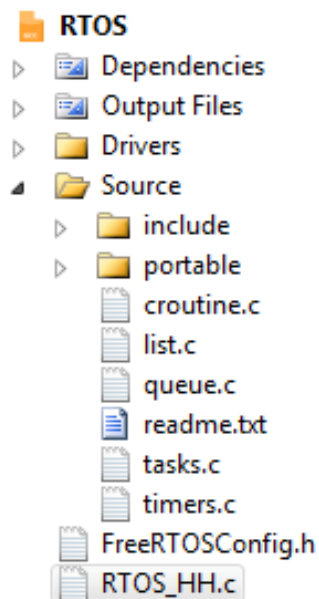 RTOS
Dependencies
Output Files
Drivers
Source
include
portable
croutine.c
list.c
queue.c
readme.txt
tasks.c
timers.c
FreeRTOSConfig.h
RTOS_HH.c